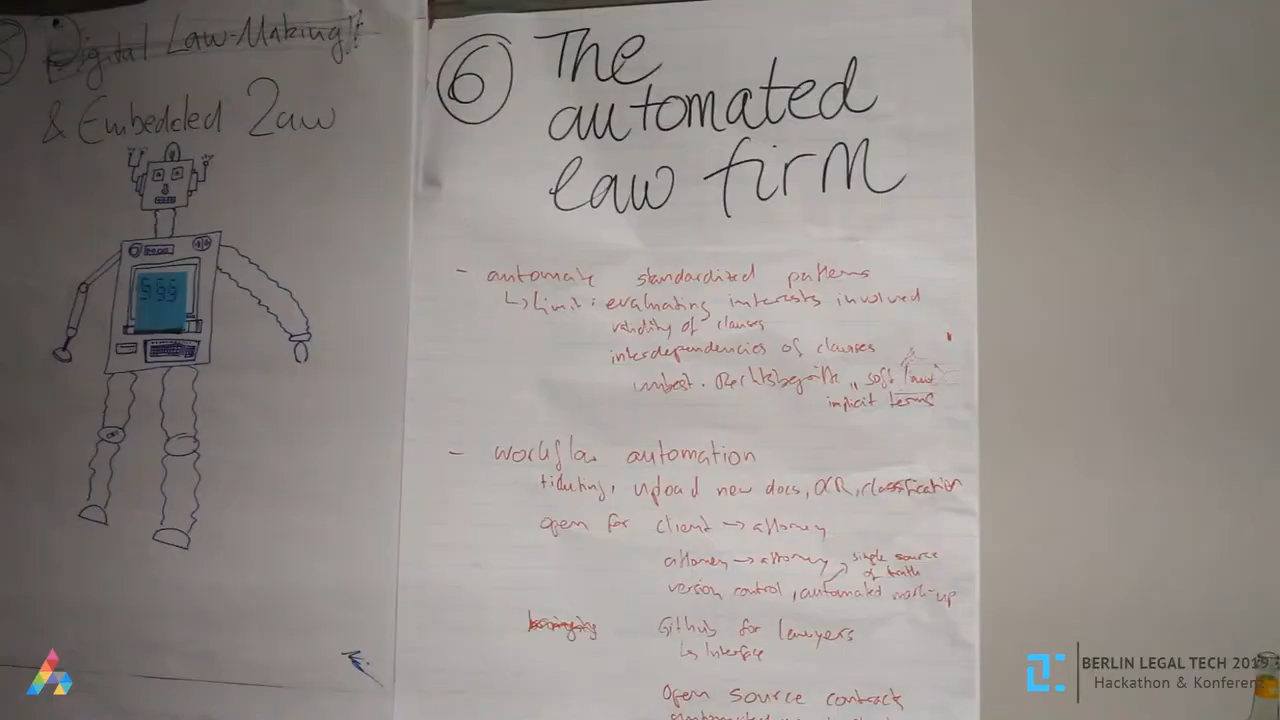 8 Digital Law-Making!!
& Embedded Law
§§§
6 The
automated
law firm
- automate standardized patterns
↳ limit: evaluating interests involved
validity of clauses
interdependencies of clauses
unbest. Rechtsbegriffe, "soft law"
implicit terms
- workflow automation
ticketing, upload new docs, OCR, classification
open for client → attorney
attorney → attorney
single source
of truth
version control, automated mark-up
Github for lawyers
↳ Interface
Open source contracts
automated
BERLIN LEGAL TECH 2019
Hackathon & Konferenz